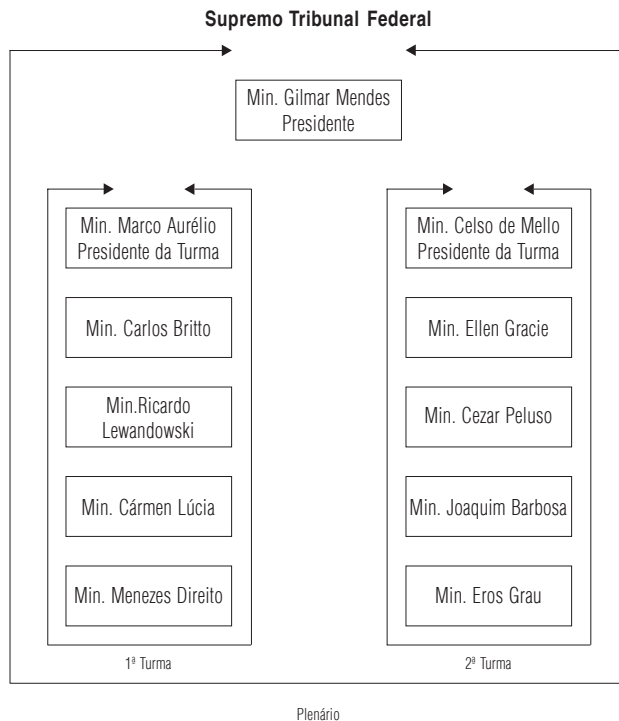 Supremo Tribunal Federal
Min. Gilmar Mendes
Presidente
Min. Marco Aurélio
Presidente da Turma
Min. Carlos Britto
Min.Ricardo
Lewandowski
Min. Cármen Lúcia
Min. Menezes Direito
1ª Turma
Min. Celso de Mello
Presidente da Turma
Min. Ellen Gracie
Min. Cezar Peluso
Min. Joaquim Barbosa
Min. Eros Grau
2ª Turma
Plenário